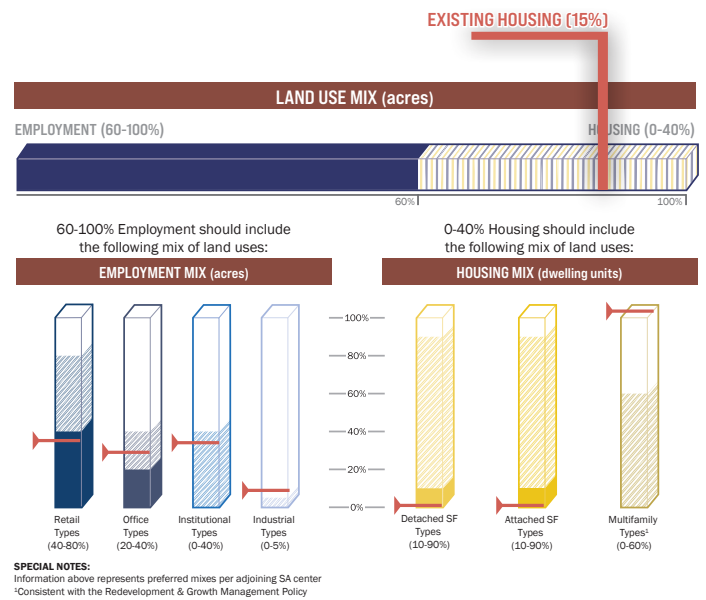 EXISTING HOUSING (15%)
LAND USE MIX (acres)
EMPLOYMENT (60-100%)
HOUSING (0-40%)
60%
100%
60-100% Employment should include
the following mix of land uses:
0-40% Housing should include
the following mix of land uses:
EMPLOYMENT MIX (acres)
HOUSING MIX (dwelling units)
100%
80%
60%
40%
20%
0%
Retail
Types
(40-80%)
Office
Types
(20-40%)
Institutional
Types
(0-40%)
Industrial
Types
(0-5%)
Detached SF
Types
(10-90%)
Attached SF
Types
(10-90%)
Multifamily
Types¹
(0-60%)
SPECIAL NOTES:
Information above represents preferred mixes per adjoining SA center
¹Consistent with the Redevelopment & Growth Management Policy